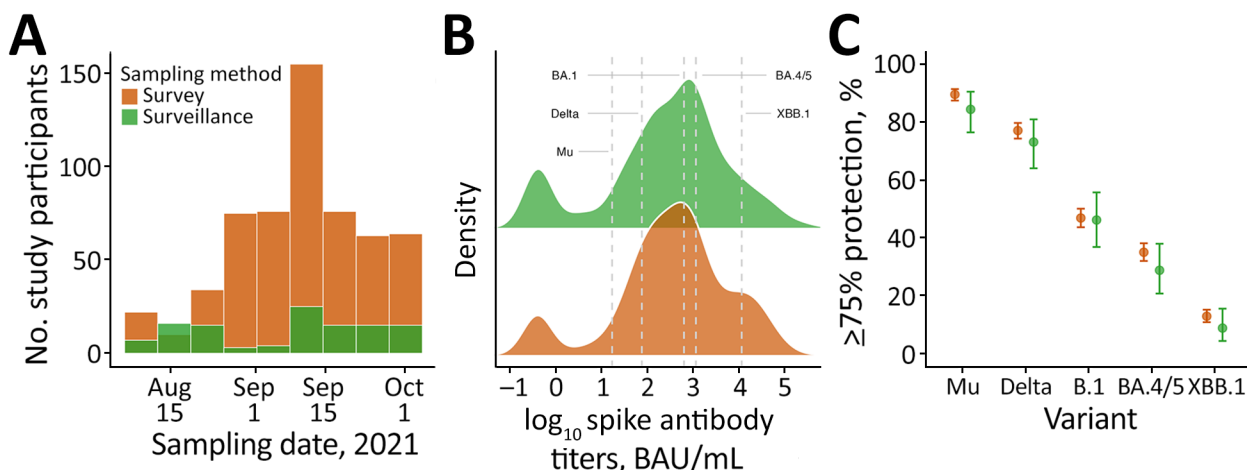 A
No. study participants
150
100
50
0
Sampling method
Survey
Surveillance
Aug
15
Sep
1
Sep
15
Oct
1
Sampling date, 2021
B
Density
BA.1
BA.4/5
Delta
XBB.1
Mu
−1 0 1 2 3 4 5
log10 spike antibody
titers, BAU/mL
C
≥75% protection, %
100
80
60
40
20
0
Mu Delta B.1 BA.4/5 XBB.1
Variant